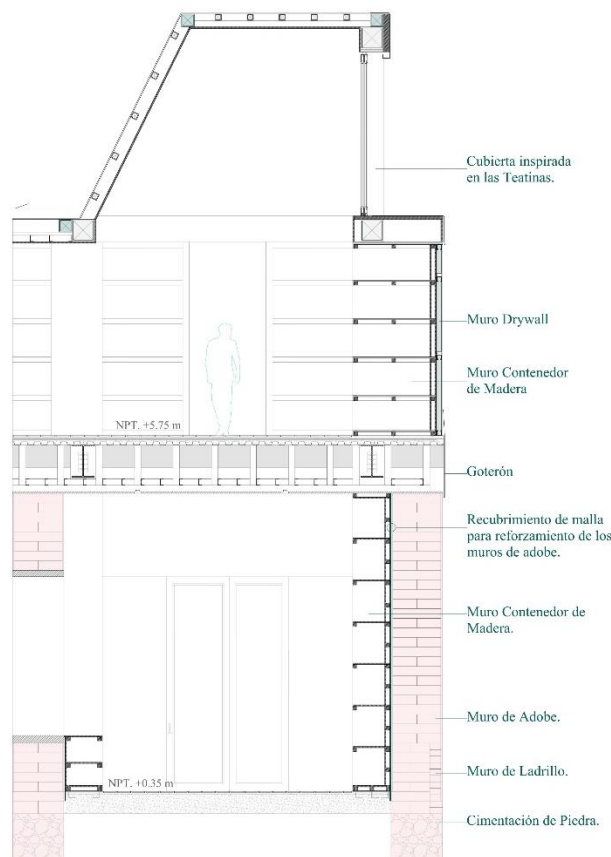 Cubierta inspirada
en las Teatinas.
Muro Drywall
Muro Contenedor
de Madera
NPT. +5.75 m
Goterón
Recubrimiento de malla
para reforzamiento de los
muros de adobe.
Muro Contenedor de
Madera.
Muro de Adobe.
Muro de Ladrillo.
NPT. +0.35 m
Cimentación de Piedra.